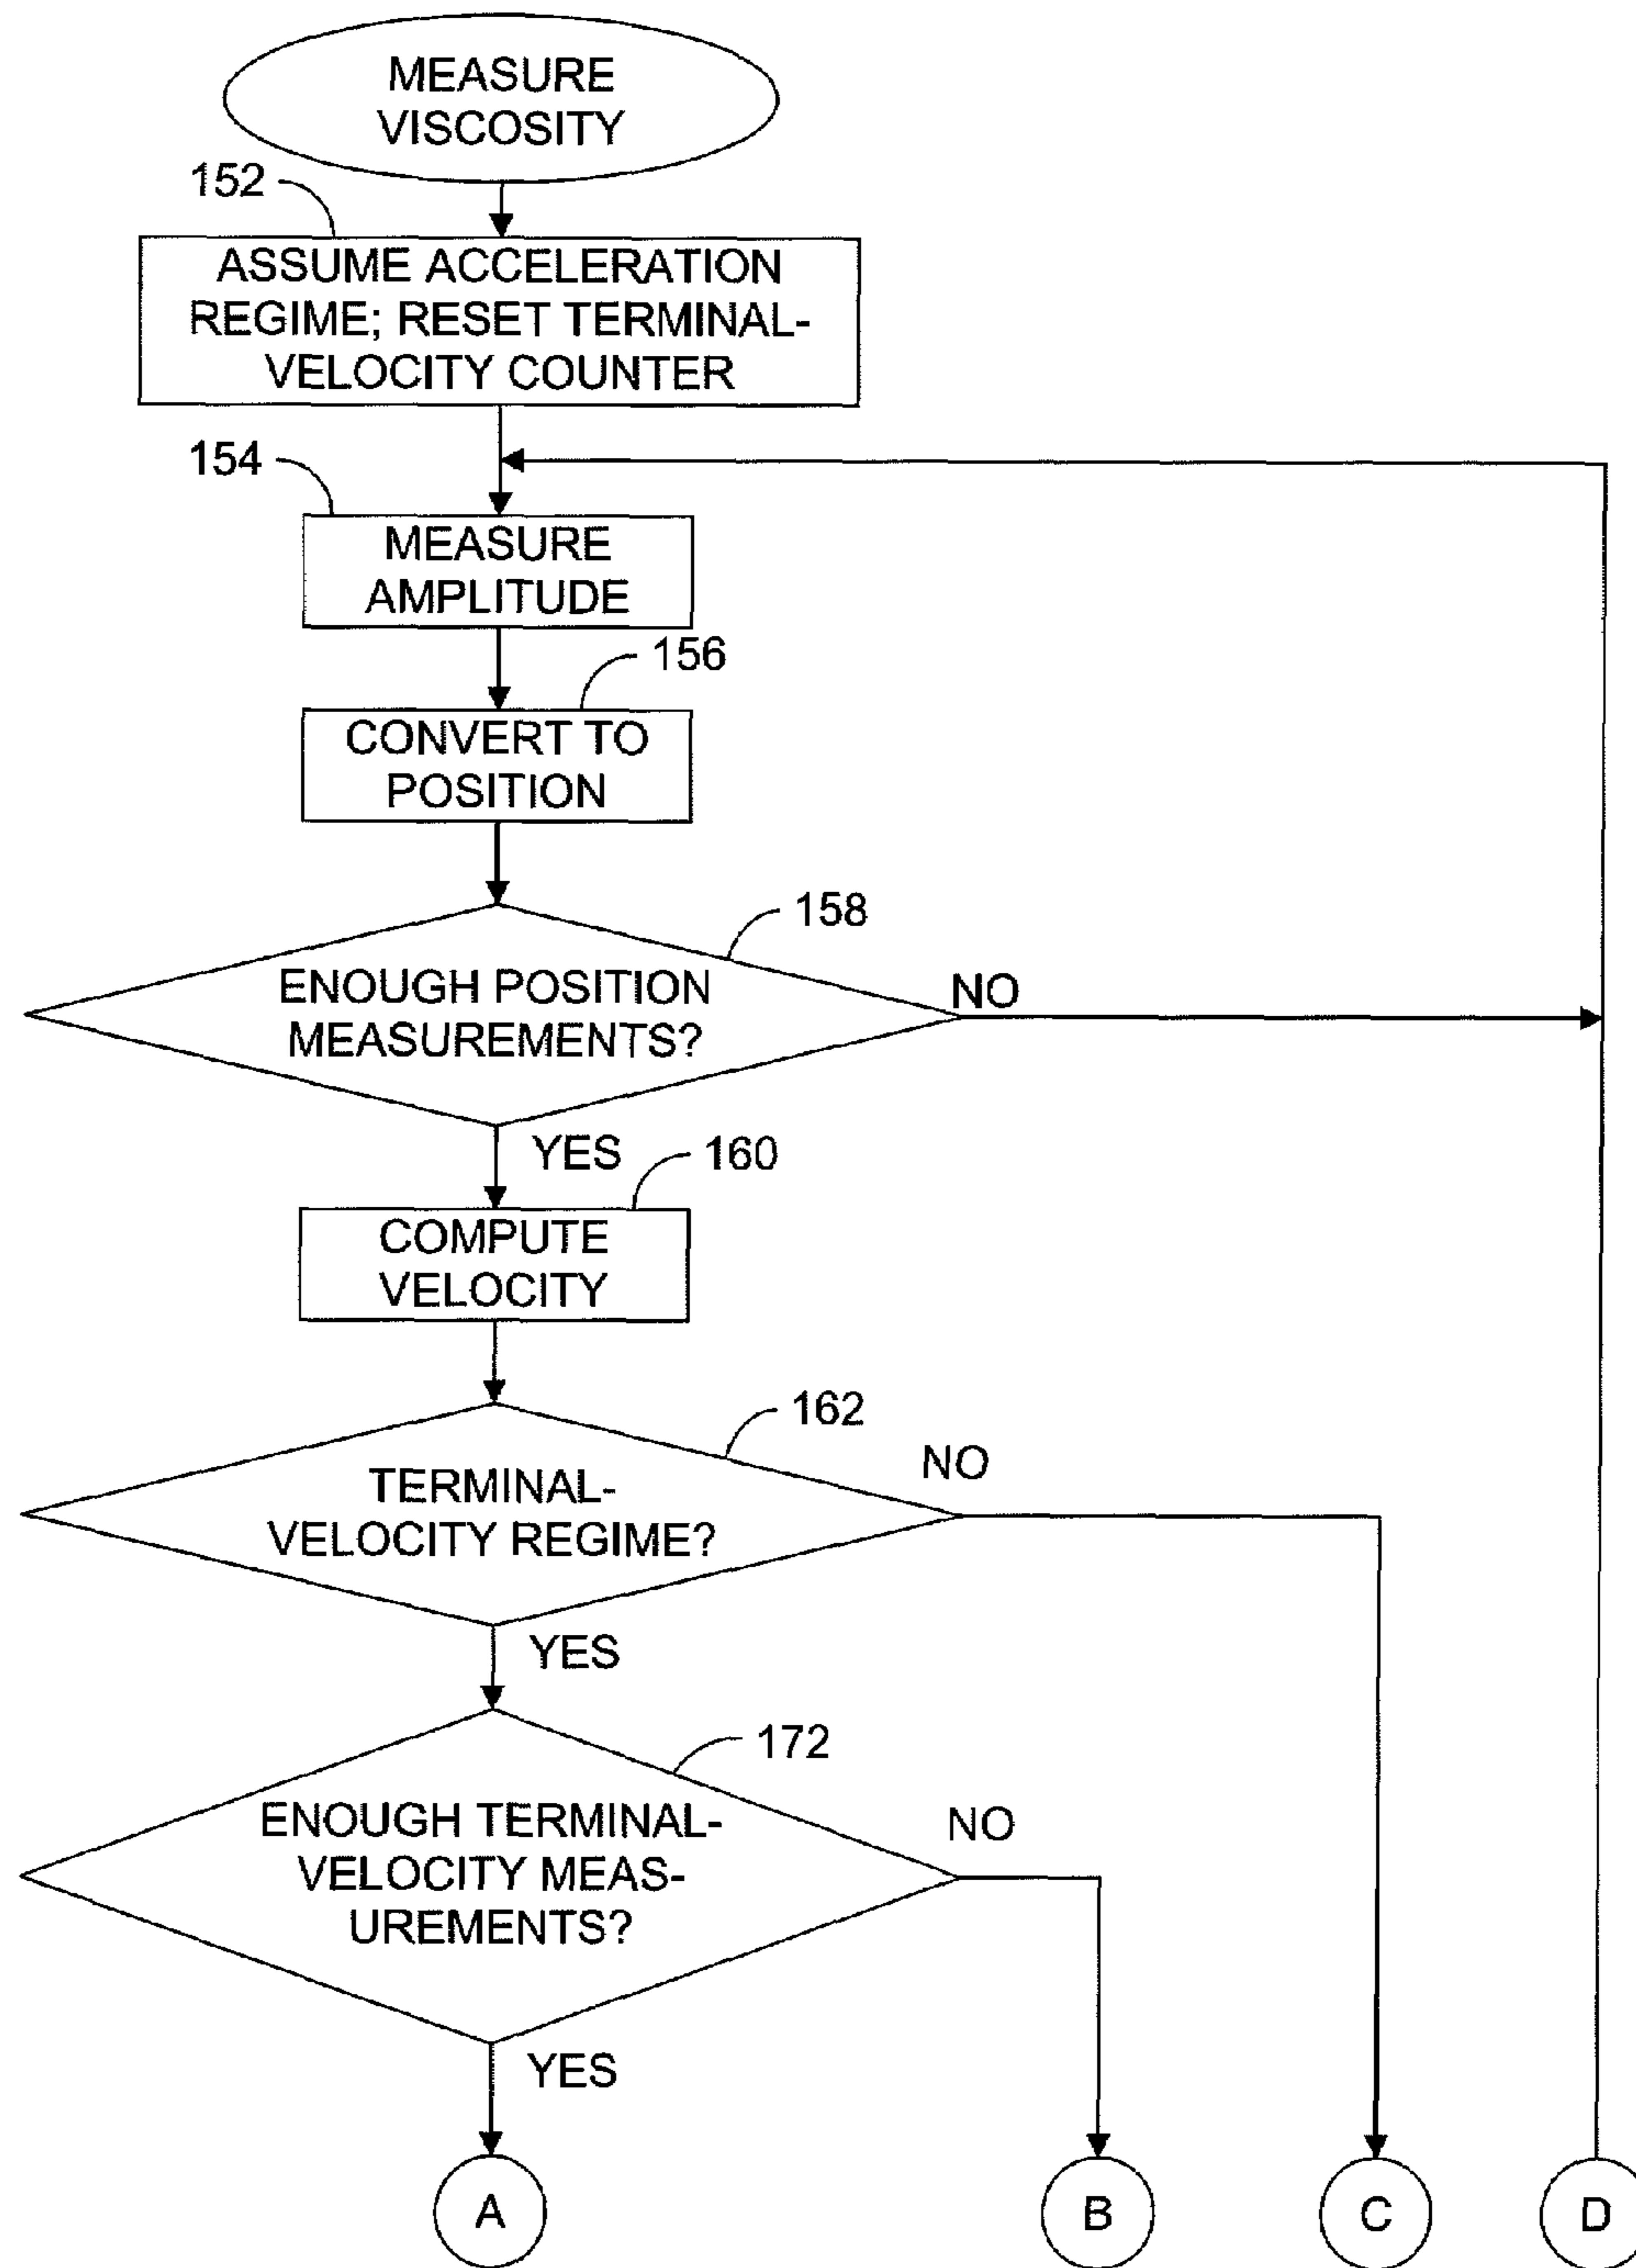 MEASURE
VISCOSITY
152
ASSUME ACCELERATION
REGIME; RESET TERMINAL-
VELOCITY COUNTER
154
MEASURE
AMPLITUDE
156
CONVERT TO
POSITION
158
ENOUGH POSITION
MEASUREMENTS?
NO
YES
160
COMPUTE
VELOCITY
162
TERMINAL-
VELOCITY REGIME?
NO
YES
172
ENOUGH TERMINAL-
VELOCITY MEAS-
UREMENTS?
NO
YES
A
B
C
D